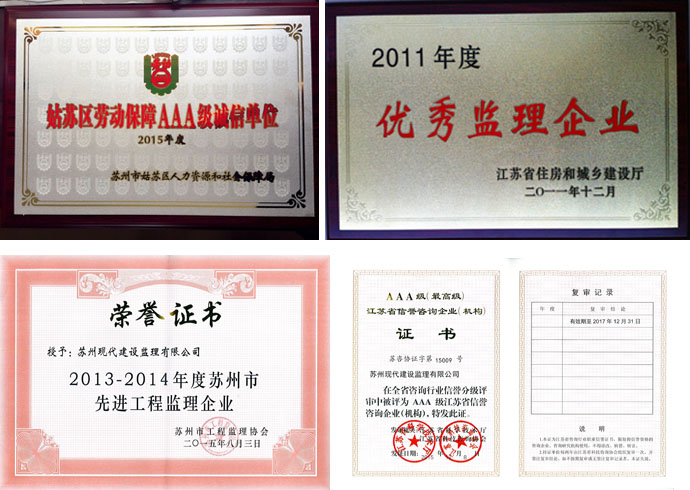 姑苏区劳动保障AAA级诚信单位
2015年度
苏州市姑苏区人力资源和社会保障局
2011年度
优秀监理企业
江苏省住房和城乡建设厅
二〇一一年十二月
荣誉证书
授予：苏州现代建设监理有限公司
2013-2014年度苏州市
先进工程监理企业
苏州市工程监理协会
二〇一五年八月三日
AAA级（最高级）
江苏省信誉咨询企业（机构）
证 书
苏咨协证字第 15009 号
苏州现代建设监理有限公司
在全省咨询行业信誉分级评
审中被评为 AAA 级江苏省信誉
咨询企业(机构)，特发此证。
复审记录
年 度
复 审 结 论
有效期至 2017 年 12 月 31 日
说 明